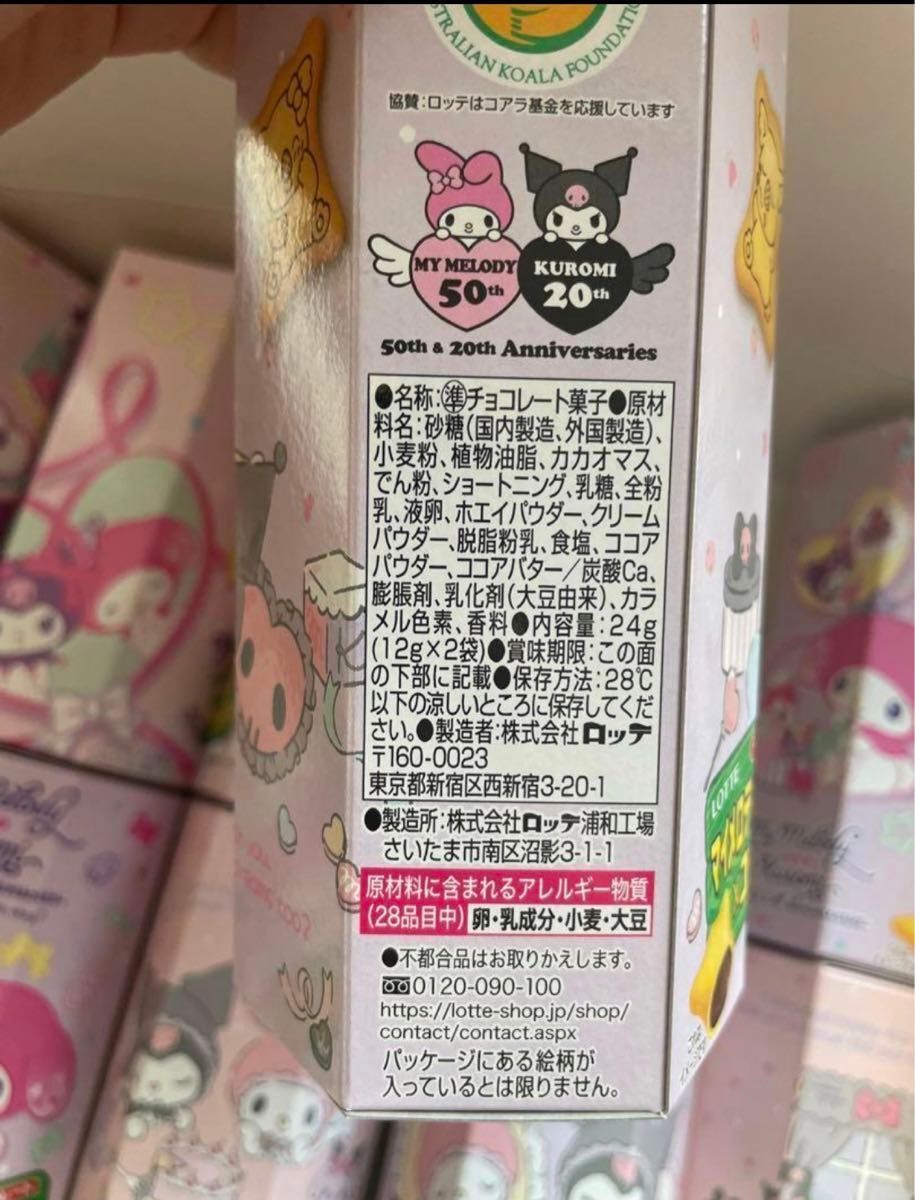 STRALIAN KOALA FOUNDATION
協賛:ロッテはコアラ基金を応援しています
MY MELODY
50th
KUROMI
20th
50th & 20th Anniversaries
●名称:準チョコレート菓子●原材
料名:砂糖(国内製造、外国製造)、
小麦粉、植物油脂、カカオマス、
でん粉、ショートニング、乳糖、全粉
乳、液卵、ホエイパウダー、クリーム
パウダー、脱脂粉乳、食塩、ココア
パウダー、ココアバター/炭酸Ca、
膨脹剤、乳化剤(大豆由来)、カラ
メル色素、香料●内容量:24g
(12g×2袋)●賞味期限:この面
の下部に記載●保存方法:28℃
以下の涼しいところに保存してくだ
さい。●製造者:株式会社ロッテ
〒160-0023
東京都新宿区西新宿3-20-1
●製造所:株式会社ロッテ浦和工場
さいたま市南区沼影3-1-1
原材料に含まれるアレルギー物質
(28品目中) 卵・乳成分・小麦・大豆
●不都合品はお取りかえします。
0120-090-100
https://lotte-shop.jp/shop/
contact/contact.aspx
パッケージにある絵柄が
入っているとは限りません。
LOTTE